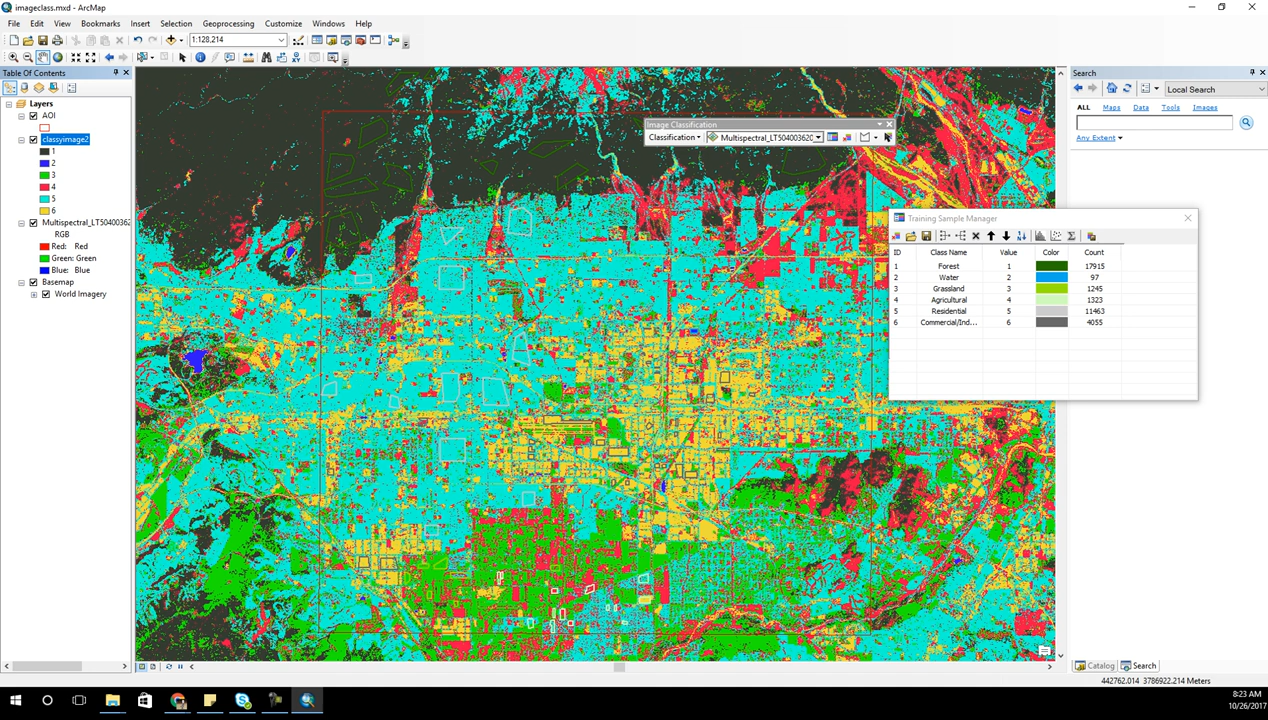 imageclass.mxd - ArcMap
File Edit View Bookmarks Insert Selection Geoprocessing Customize Windows Help
1:128,214
Table Of Contents
Layers
AOI
classyimage2
1
2
3
4
5
6
Multispectral_LT50400362
RGB
Red: Red
Green: Green
Blue: Blue
Basemap
World Imagery
Image Classification
Classification Multispectral_LT504003620
Training Sample Manager
ID Class Name Value Color Count
1 Forest 1 17915
2 Water 2 97
3 Grassland 3 1245
4 Agricultural 4 1323
5 Residential 5 11463
6 Commercial/Ind... 6 4055
Search
Local Search
ALL Maps Data Tools Images
Any Extent
Catalog Search
442762.014 3786922.214 Meters
8:23 AM
10/26/2017